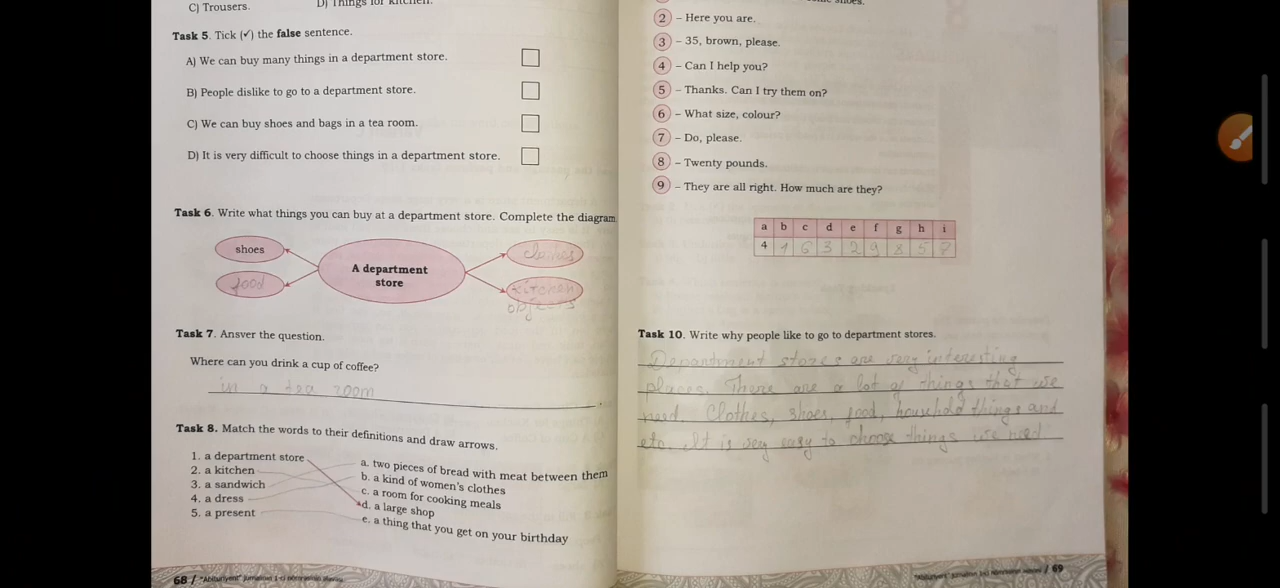 C) Trousers.
D) Things for kitchen.
Task 5. Tick (✓) the false sentence.
A) We can buy many things in a department store.
B) People dislike to go to a department store.
C) We can buy shoes and bags in a tea room.
D) It is very difficult to choose things in a department store.
Task 6. Write what things you can buy at a department store. Complete the diagram
shoes
food
A department
store
clothes
kitchen
objects
Task 7. Answer the question.
Where can you drink a cup of coffee?
in a tea room
Task 8. Match the words to their definitions and draw arrows.
1. a department store
2. a kitchen
3. a sandwich
4. a dress
5. a present
a. two pieces of bread with meat between them
b. a kind of women's clothes
c. a room for cooking meals
d. a large shop
e. a thing that you get on your birthday
68 / "Abituriyent"
shoes.
2 – Here you are.
3 – 35, brown, please.
4 – Can I help you?
5 – Thanks. Can I try them on?
6 – What size, colour?
7 – Do, please.
8 – Twenty pounds.
9 – They are all right. How much are they?
a b c d e f g h i
4 1 6 3 2 9 8 5 7
Task 10. Write why people like to go to department stores.
Department stores are very interesting
places. There are a lot of things that we
need. Clothes, shoes, food, household things and
etc. It is very easy to choose things we need
/ 69